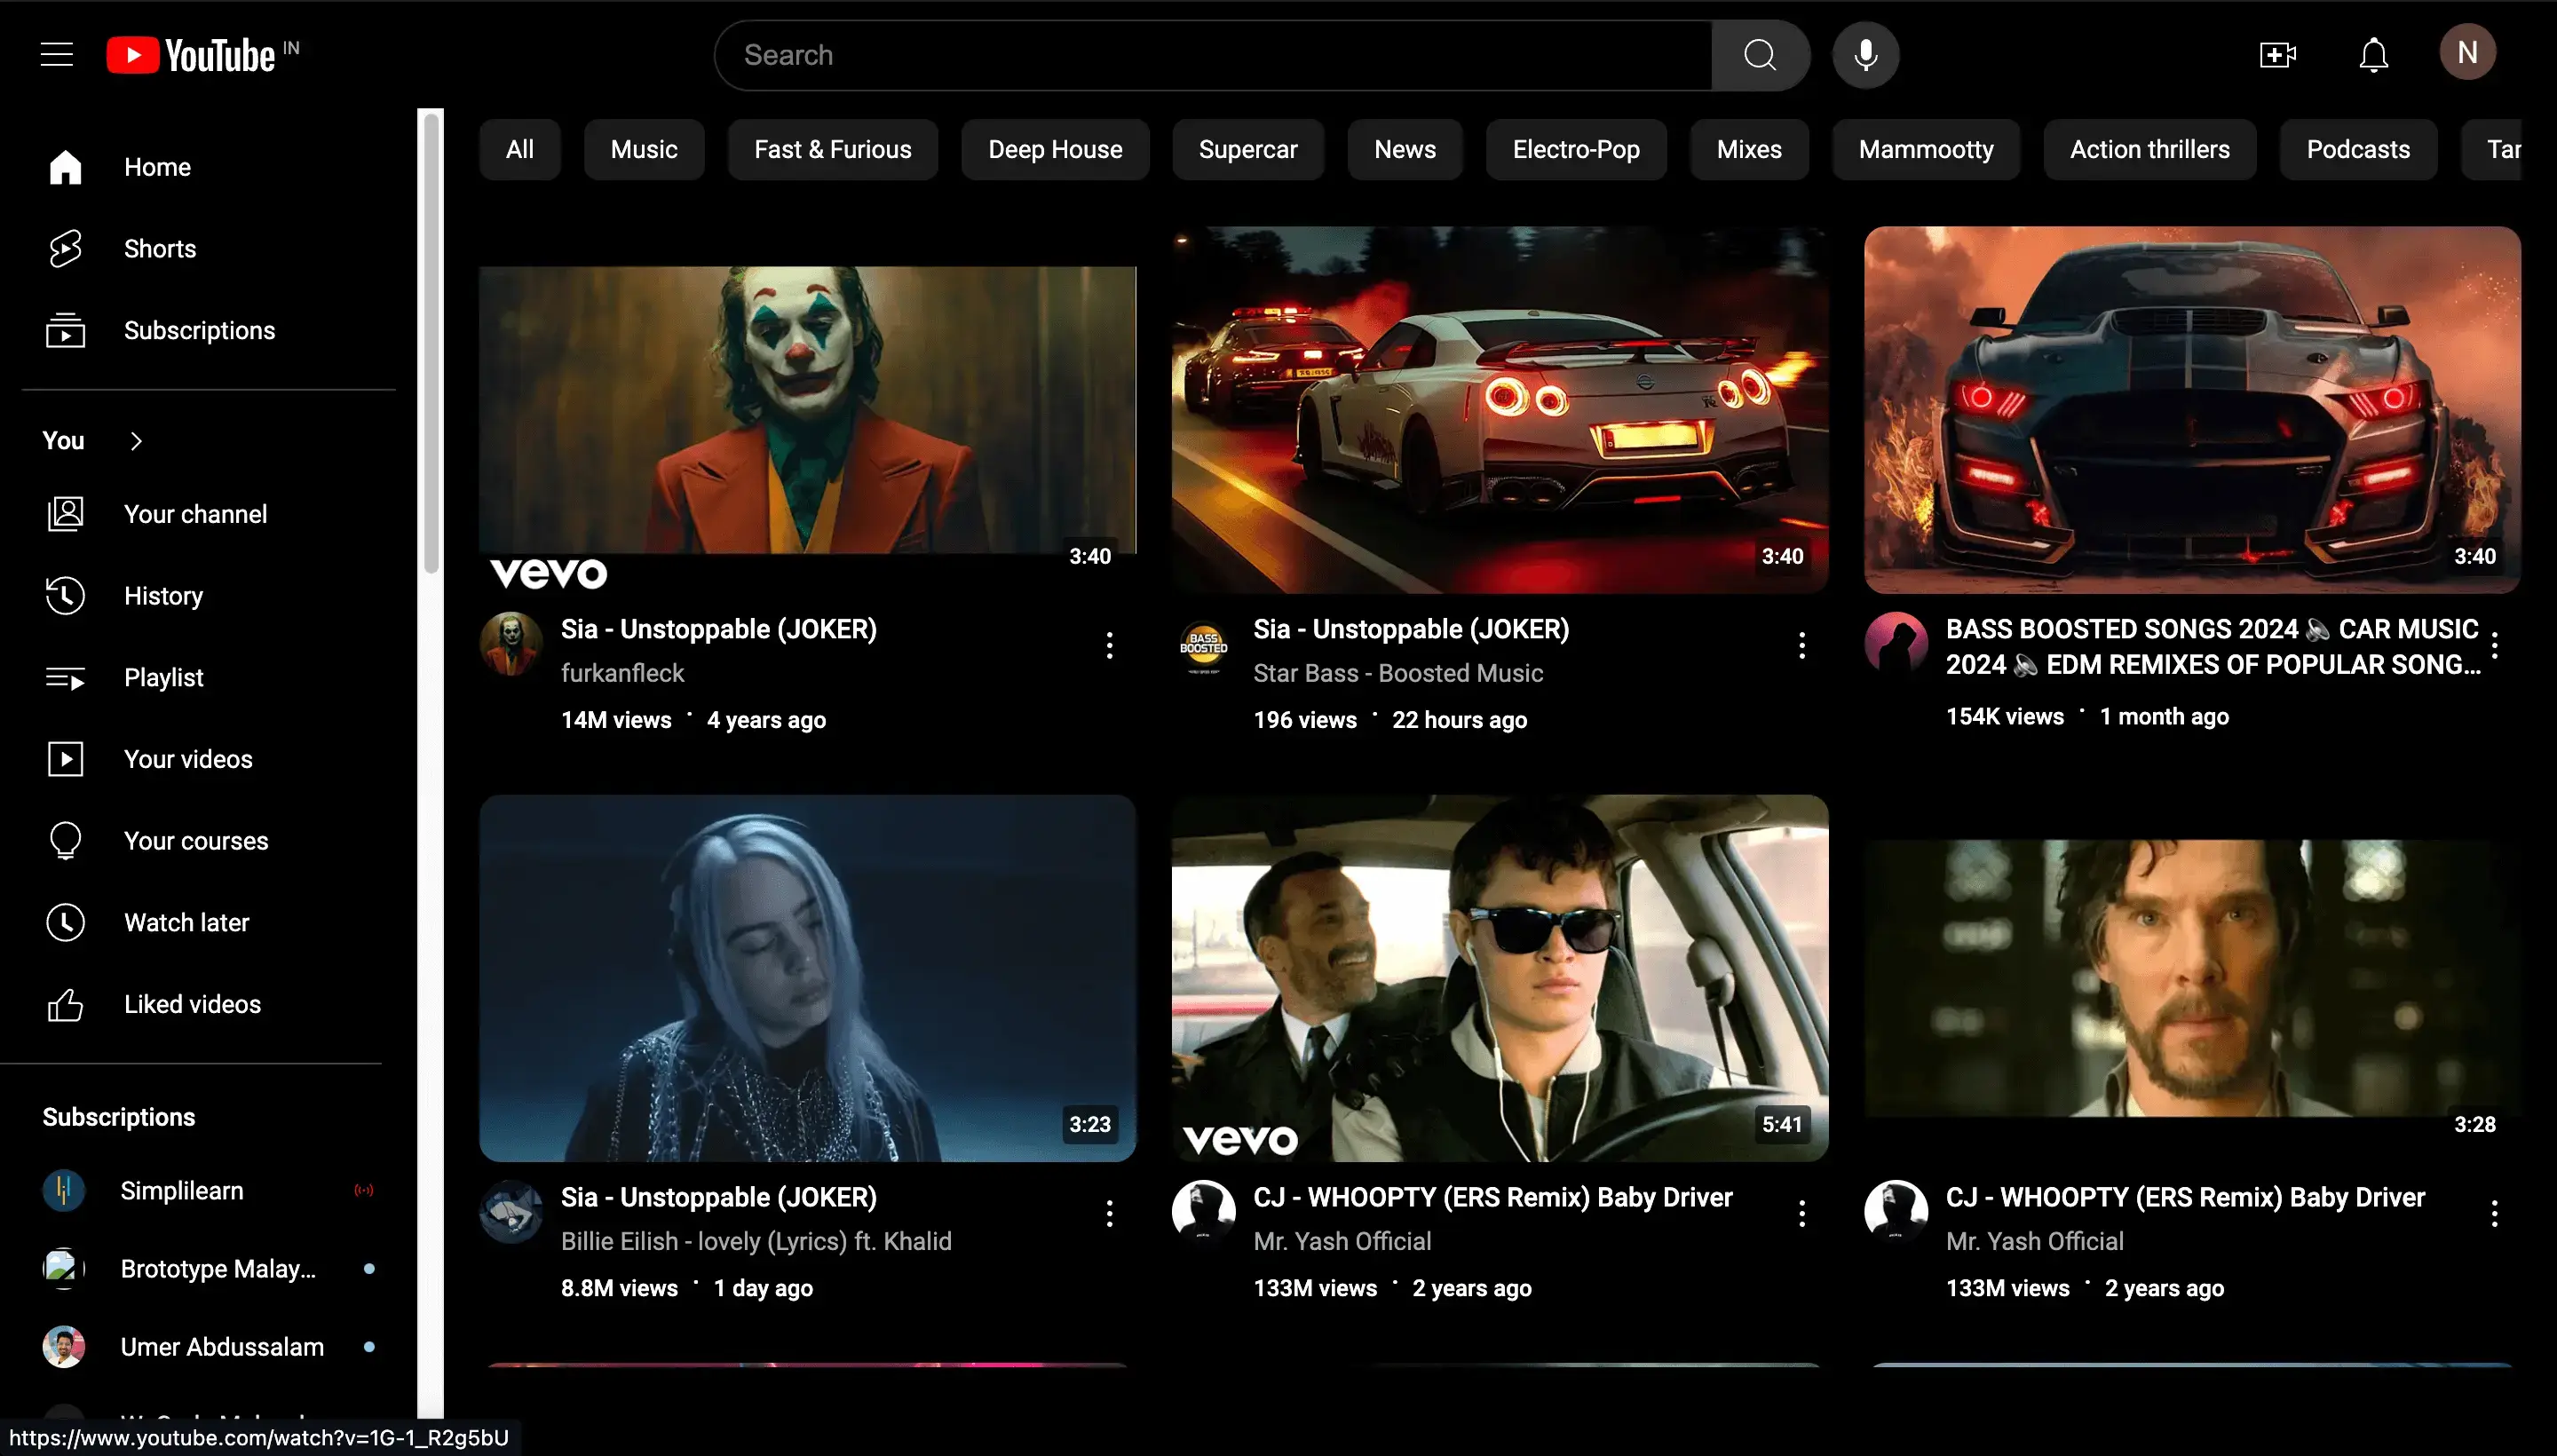 YouTube IN
Search
N
Home
Shorts
Subscriptions
You
Your channel
History
Playlist
Your videos
Your courses
Watch later
Liked videos
Subscriptions
Simplilearn
Brototype Malay...
Umer Abdussalam
https://www.youtube.com/watch?v=1G-1_R2g5bU
All
Music
Fast & Furious
Deep House
Supercar
News
Electro-Pop
Mixes
Mammootty
Action thrillers
Podcasts
Tar
vevo
3:40
Sia - Unstoppable (JOKER)
furkanfleck
14M views · 4 years ago
3:40
BASS
BOOSTED
Sia - Unstoppable (JOKER)
Star Bass - Boosted Music
196 views · 22 hours ago
3:40
BASS BOOSTED SONGS 2024 🔊 CAR MUSIC
2024 🔊 EDM REMIXES OF POPULAR SONG...
154K views · 1 month ago
3:23
Sia - Unstoppable (JOKER)
Billie Eilish - lovely (Lyrics) ft. Khalid
8.8M views · 1 day ago
vevo
5:41
CJ - WHOOPTY (ERS Remix) Baby Driver
Mr. Yash Official
133M views · 2 years ago
3:28
CJ - WHOOPTY (ERS Remix) Baby Driver
Mr. Yash Official
133M views · 2 years ago